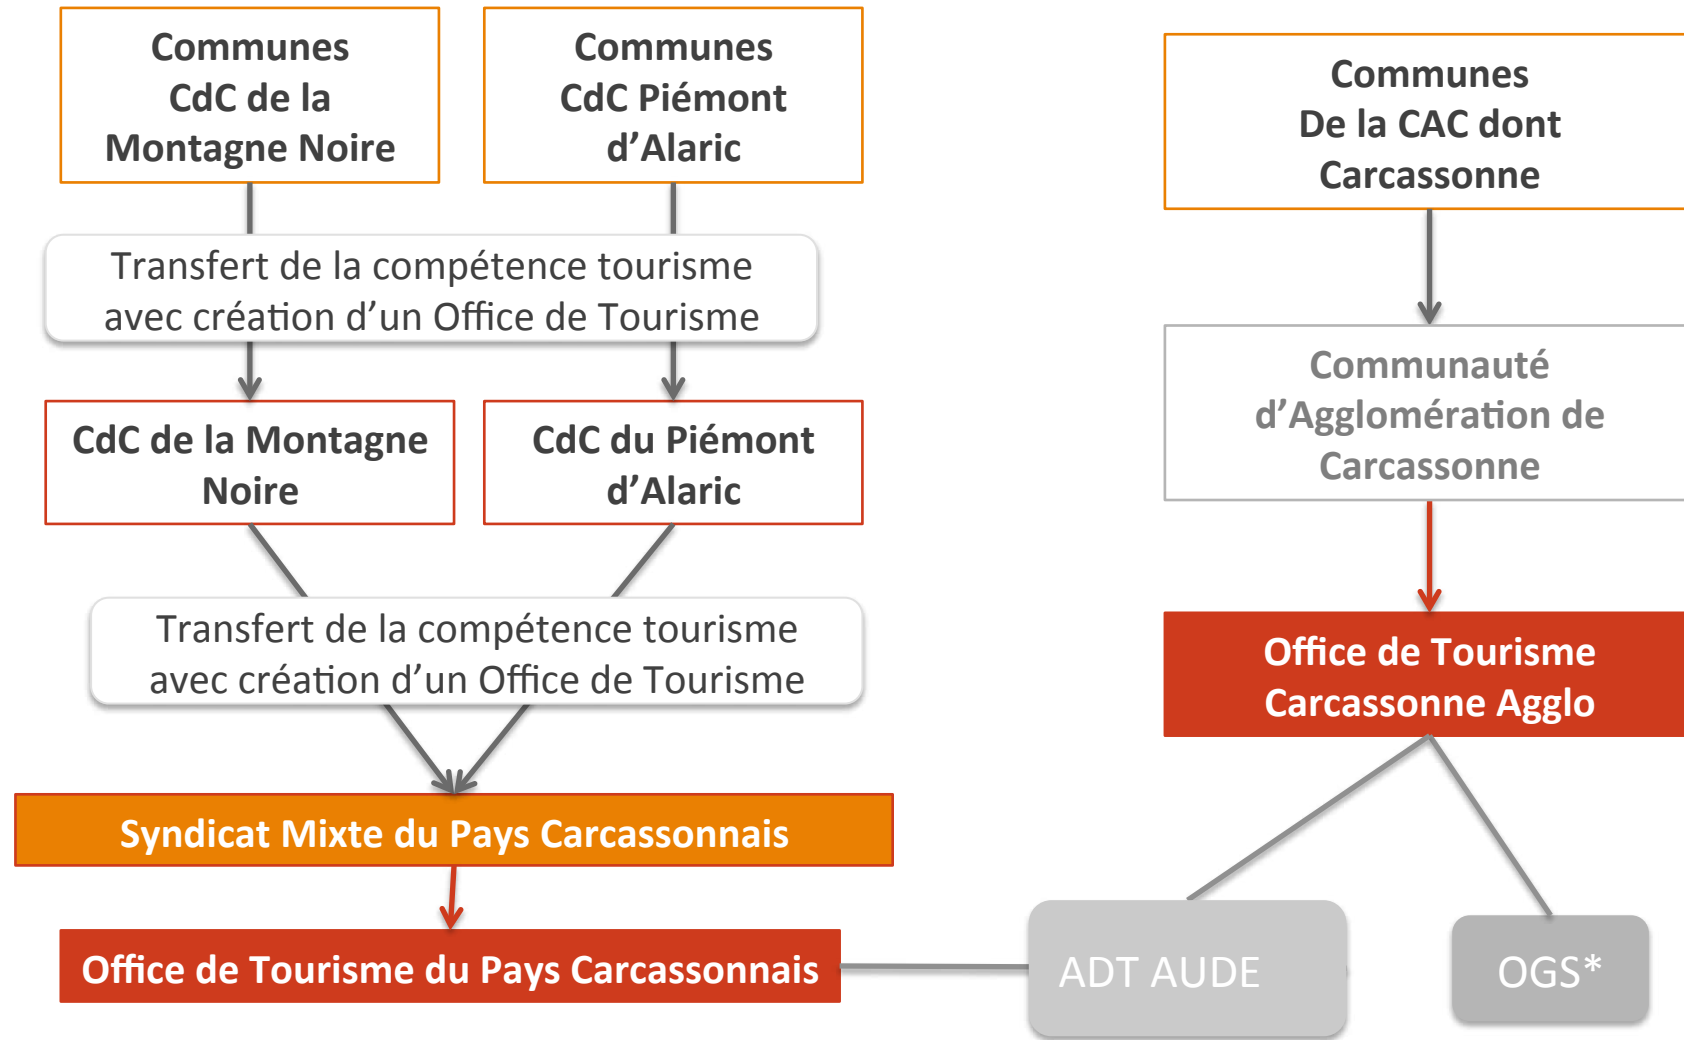 Communes
CdC de la
Montagne Noire
Communes
CdC Piémont
d’Alaric
Communes
De la CAC dont
Carcassonne
Transfert de la compétence tourisme
avec création d’un Office de Tourisme
CdC de la Montagne
Noire
CdC du Piémont
d’Alaric
Communauté
d’Agglomération de
Carcassonne
Transfert de la compétence tourisme
avec création d’un Office de Tourisme
Office de Tourisme
Carcassonne Agglo
Syndicat Mixte du Pays Carcassonnais
Office de Tourisme du Pays Carcassonnais
ADT AUDE
OGS*